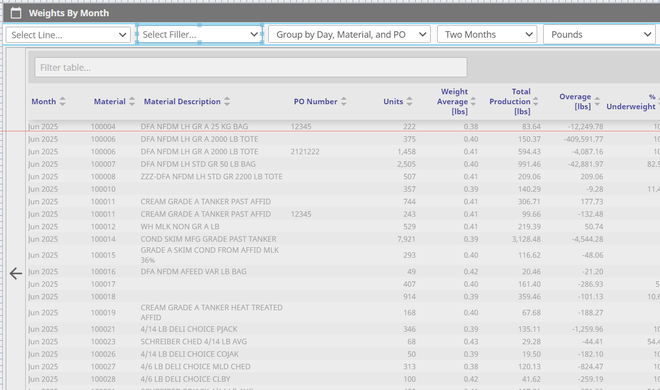 Weights By Month
Select Line... Select Filler... Group by Day, Material, and PO Two Months Pounds
Filter table...
Month Material Material Description PO Number Units Weight Average [lbs] Total Production [lbs] Overage [lbs] % Underweight
Jun 2025 100004 DFA NFDM LH GR A 25 KG BAG 12345 222 0.38 83.64 -12,249.78 10
Jun 2025 100006 DFA NFDM LH GR A 2000 LB TOTE 375 0.40 150.37 -409,591.77 10
Jun 2025 100006 DFA NFDM LH GR A 2000 LB TOTE 2121222 1,458 0.41 594.43 -4,087.16 10
Jun 2025 100007 DFA NFDM LH STD GR 50 LB BAG 2,505 0.40 991.46 -42,881.97 82.9
Jun 2025 100008 ZZZ-DFA NFDM LH STD GR 2000 LB TOTE 507 0.41 209.06 209.06
Jun 2025 100010 357 0.39 140.29 -9.28 11.4
Jun 2025 100011 CREAM GRADE A TANKER PAST AFFID 744 0.41 306.71 177.73
Jun 2025 100011 CREAM GRADE A TANKER PAST AFFID 12345 243 0.41 99.66 -132.48
Jun 2025 100012 WH MLK NON GR A LB 529 0.41 219.39 50.74
Jun 2025 100014 COND SKIM MFG GRADE PAST TANKER 7,921 0.39 3,128.48 -4,544.28
Jun 2025 100015 GRADE A SKIM COND FROM AFFID MLK 36% 293 0.40 116.62 -48.06
Jun 2025 100016 DFA NFDM AFEED VAR LB BAG 49 0.42 20.46 -21.20
Jun 2025 100017 407 0.40 161.40 -286.93 5
Jun 2025 100018 914 0.39 359.46 -101.13 10.6
Jun 2025 100019 CREAM GRADE A TANKER HEAT TREATED AFFID 168 0.40 67.68 -188.27
Jun 2025 100021 4/14 LB DELI CHOICE PJACK 346 0.39 135.11 -1,259.96 10
Jun 2025 100023 SCHREIBER CHED 4/14 LB AVG 68 0.43 29.28 -44.41 54.4
Jun 2025 100026 4/14 LB DELI CHOICE COJAK 50 0.39 19.50 -182.10 10
Jun 2025 100027 4/6 LB DELI CHOICE MLD CHED 313 0.38 120.13 -824.47 10
Jun 2025 100028 4/6 LB DELI CHOICE CLBY 100 0.42 41.62 -259.19 10